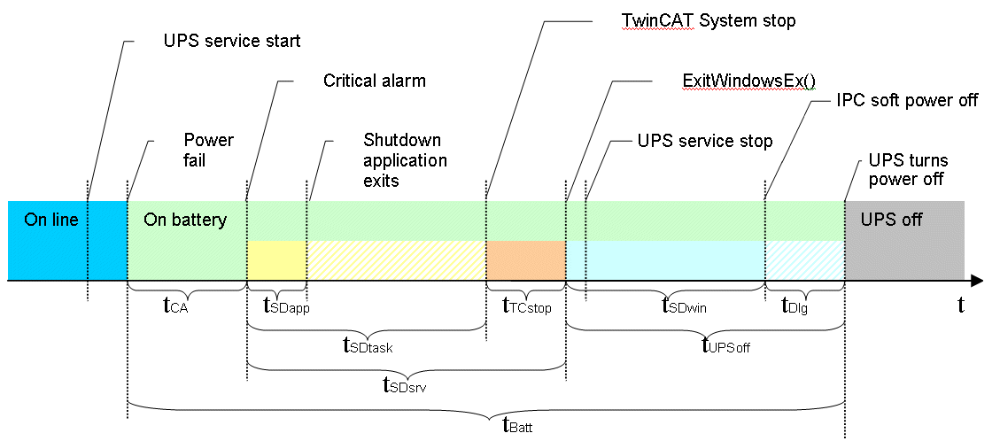 TwinCAT System stop
UPS service start
Critical alarm
ExitWindowsEx()
IPC soft power off
Power
fail
Shutdown
application
exits
UPS service stop
UPS turns
power off
On line
On battery
UPS off
tCA
tSDapp
tTCstop
tSDwin
tDlg
t
tSDtask
tUPSoff
tSDsrv
tBatt